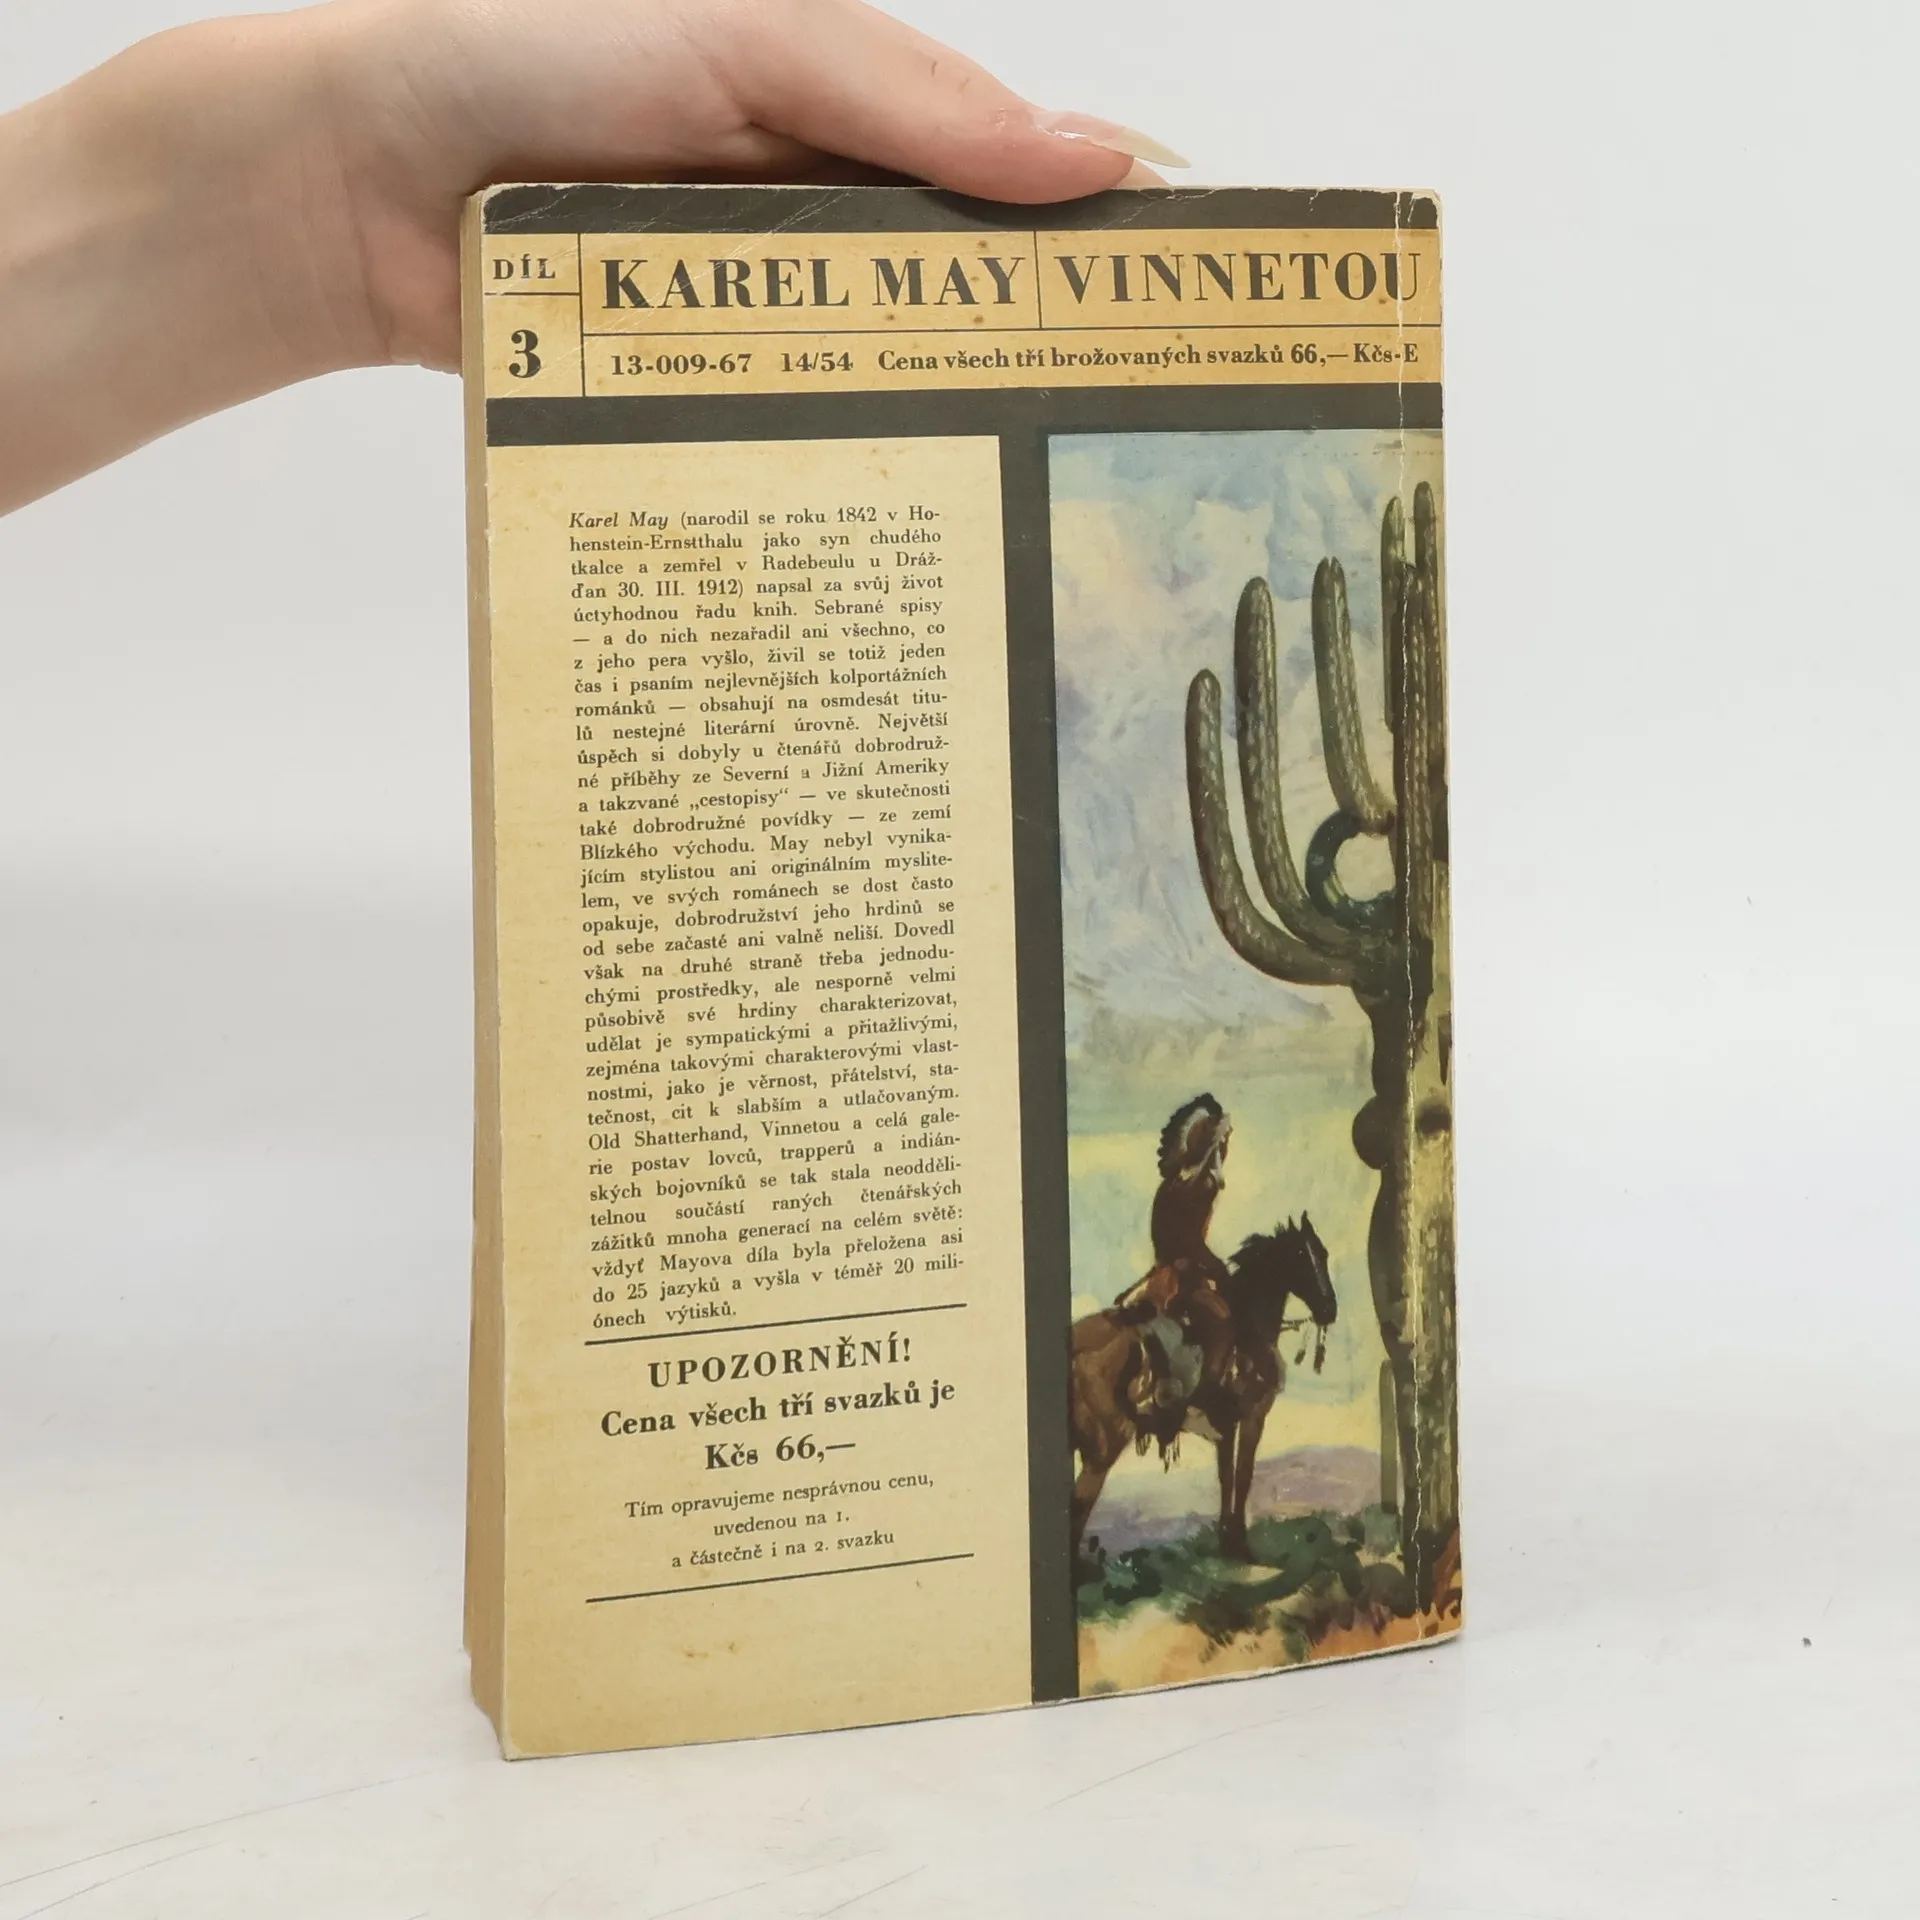 DÍL
3
KAREL MAY
VINNETOU
13-009-67 14/54 Cena všech tří brožovaných svazků 66,— Kčs-E
Karel May (narodil se roku 1842 v Ho-
henstein-Ernstthalu jako syn chudého
tkalce a zemřel v Radebeulu u Dráž-
ďan 30. III. 1912) napsal za svůj život
úctyhodnou řadu knih. Sebrané spisy
— a do nich nezařadil ani všechno, co
z jeho pera vyšlo, živil se totiž jeden
čas i psaním nejlevnějších kolportážních
románků — obsahují na osmdesát titu-
lů nestejné literární úrovně. Největší
úspěch si dobyly u čtenářů dobrodruž-
né příběhy ze Severní a Jižní Ameriky
a takzvané „cestopisy“ — ve skutečnosti
také dobrodružné povídky — ze zemí
Blízkého východu. May nebyl vynika-
jícím stylistou ani originálním myslite-
lem, ve svých románech se dost často
opakuje, dobrodružství jeho hrdinů se
od sebe začasté ani valně neliší. Dovedl
však na druhé straně třeba jednodu-
chými prostředky, ale nesporně velmi
působivě své hrdiny charakterizovat,
udělat je sympatickými a přitažlivými,
zejména takovými charakterovými vlast-
nostmi, jako je věrnost, přátelství, sta-
tečnost, cit k slabším a utlačovaným.
Old Shatterhand, Vinnetou a celá gale-
rie postav lovců, trapperů a indián-
ských bojovníků se tak stala neodděli-
telnou součástí raných čtenářských
zážitků mnoha generací na celém světě:
vždyť Mayova díla byla přeložena asi
do 25 jazyků a vyšla v téměř 20 mili-
ónech výtisků.
UPOZORNĚNÍ!
Cena všech tří svazků je
Kčs 66,—
Tím opravujeme nesprávnou cenu,
uvedenou na 1.
a částečně i na 2. svazku